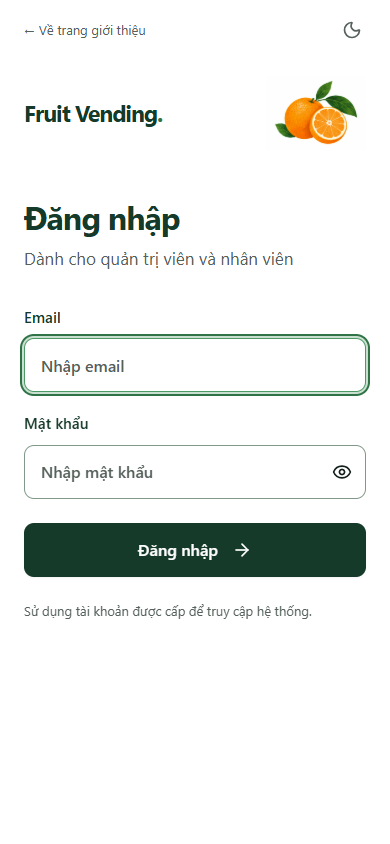 ← Về trang giới thiệu
Fruit Vending.
Đăng nhập
Dành cho quản trị viên và nhân viên
Email
Nhập email
Mật khẩu
Nhập mật khẩu
Đăng nhập →
Sử dụng tài khoản được cấp để truy cập hệ thống.